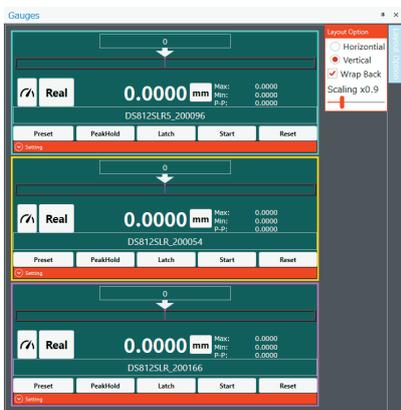 Gauges
Layout Option
Horizontial
Vertical
Wrap Back
Scaling x0.9
Layout Option
0
Real
0.0000 mm
Max: 0.0000
Min: 0.0000
P-P: 0.0000
DS812SLR5_200096
Preset PeakHold Latch Start Reset
Setting
0
Real
0.0000 mm
Max: 0.0000
Min: 0.0000
P-P: 0.0000
DS812SLR_200054
Preset PeakHold Latch Start Reset
Setting
0
Real
0.0000 mm
Max: 0.0000
Min: 0.0000
P-P: 0.0000
DS812SLR_200166
Preset PeakHold Latch Start Reset
Setting